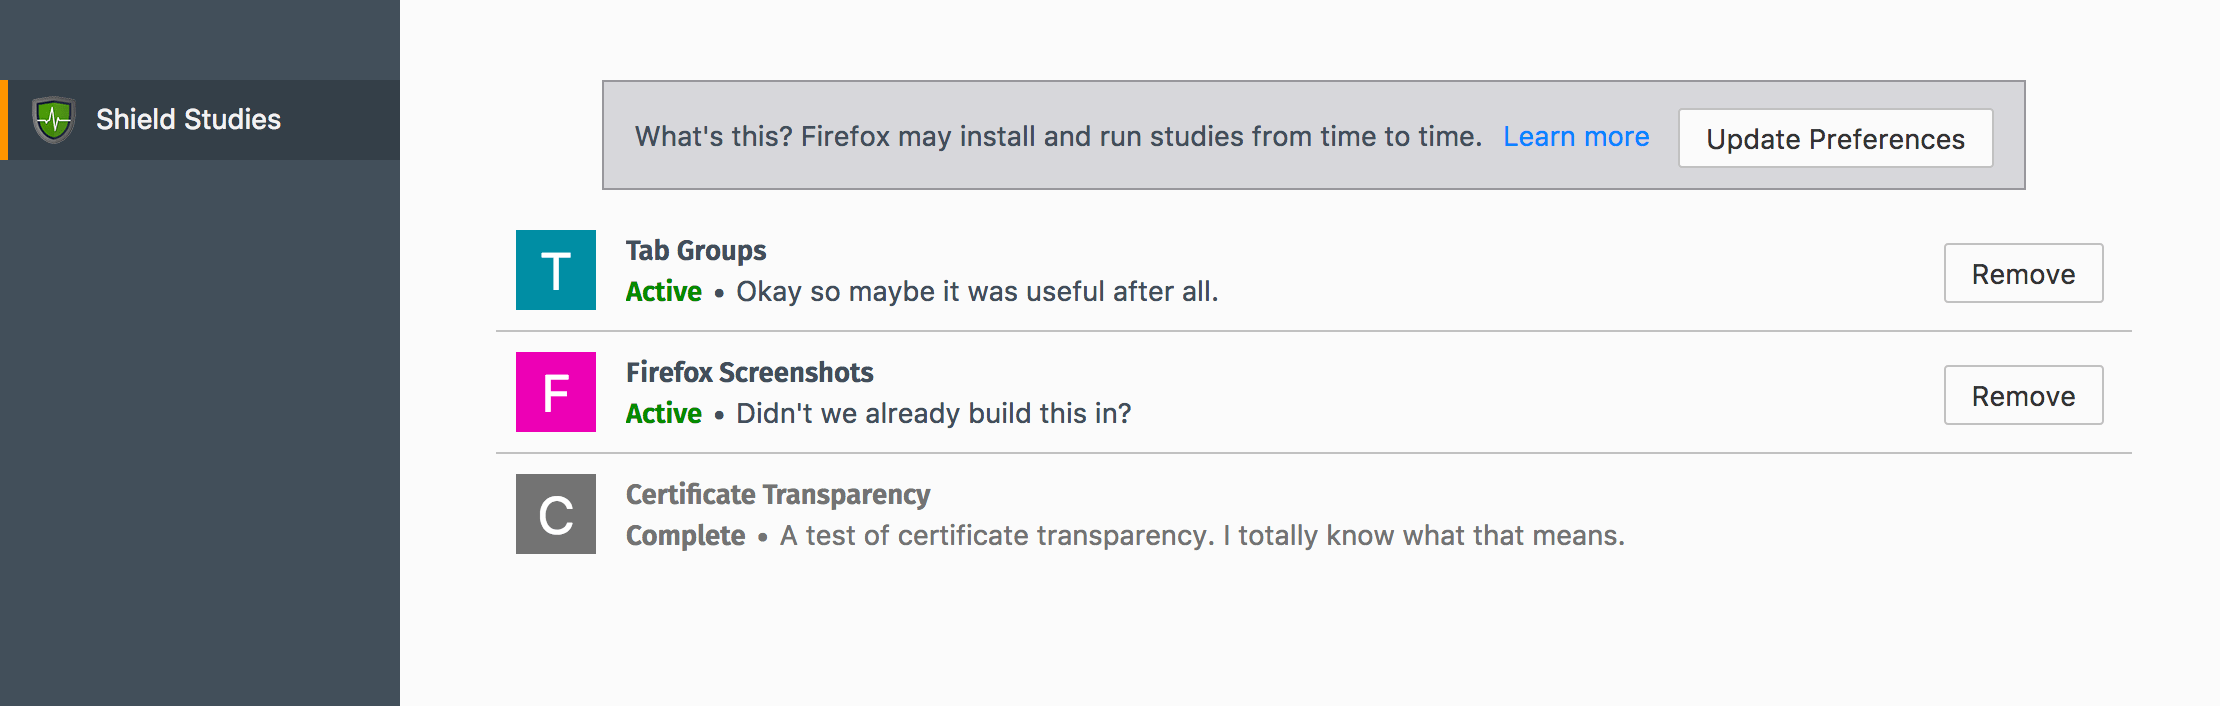 Shield Studies
What's this? Firefox may install and run studies from time to time. Learn more Update Preferences
T
Tab Groups
Active • Okay so maybe it was useful after all.
Remove
F
Firefox Screenshots
Active • Didn't we already build this in?
Remove
C
Certificate Transparency
Complete • A test of certificate transparency. I totally know what that means.